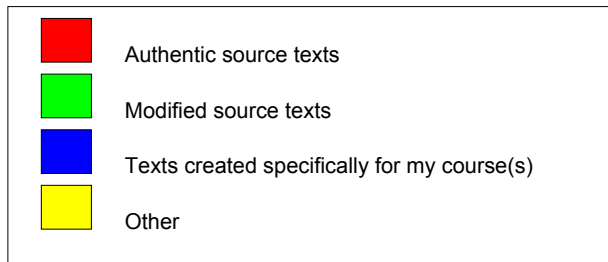 Authentic source texts
Modified source texts
Texts created specifically for my course(s)
Other